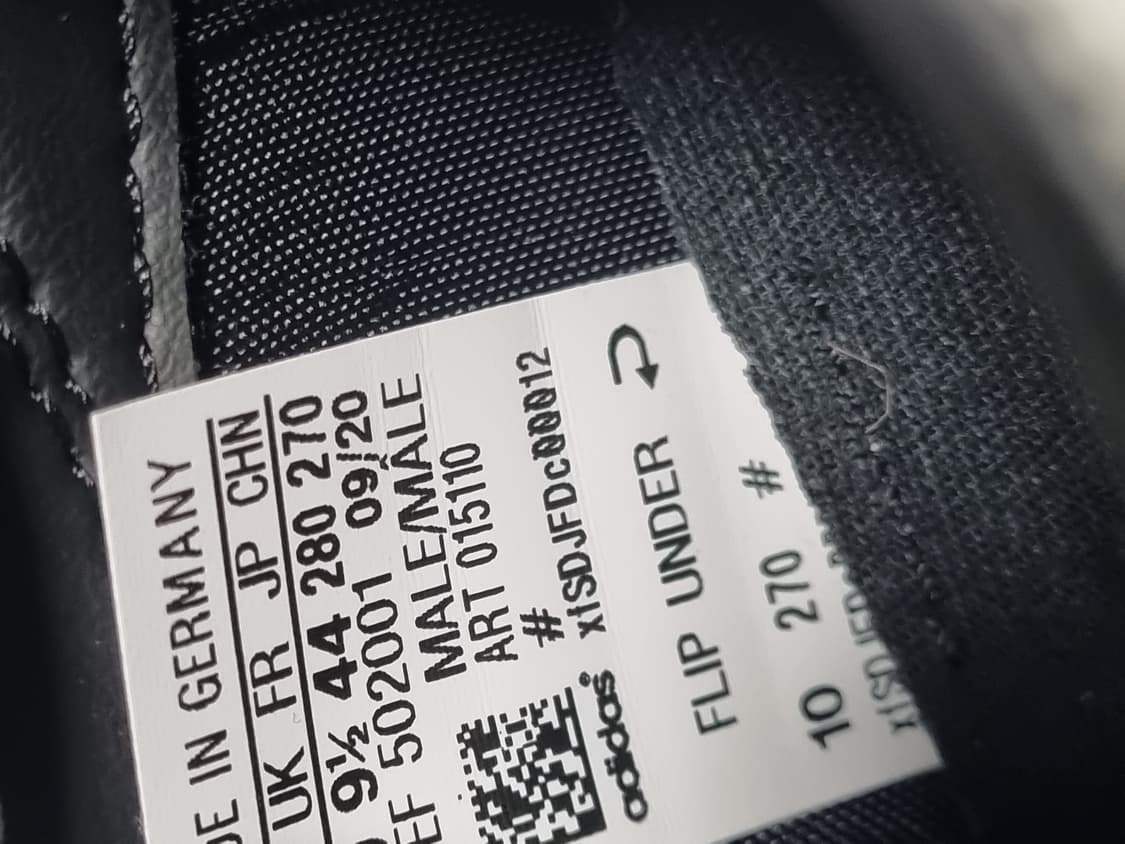 DE IN GERMANY
UK FR JP CHN
9½ 44 280 270
EF 502001 09/20
MALE/MALE
ART 015110
#
adidas® X1SDJFDC00012
FLIP UNDER
10 270 #